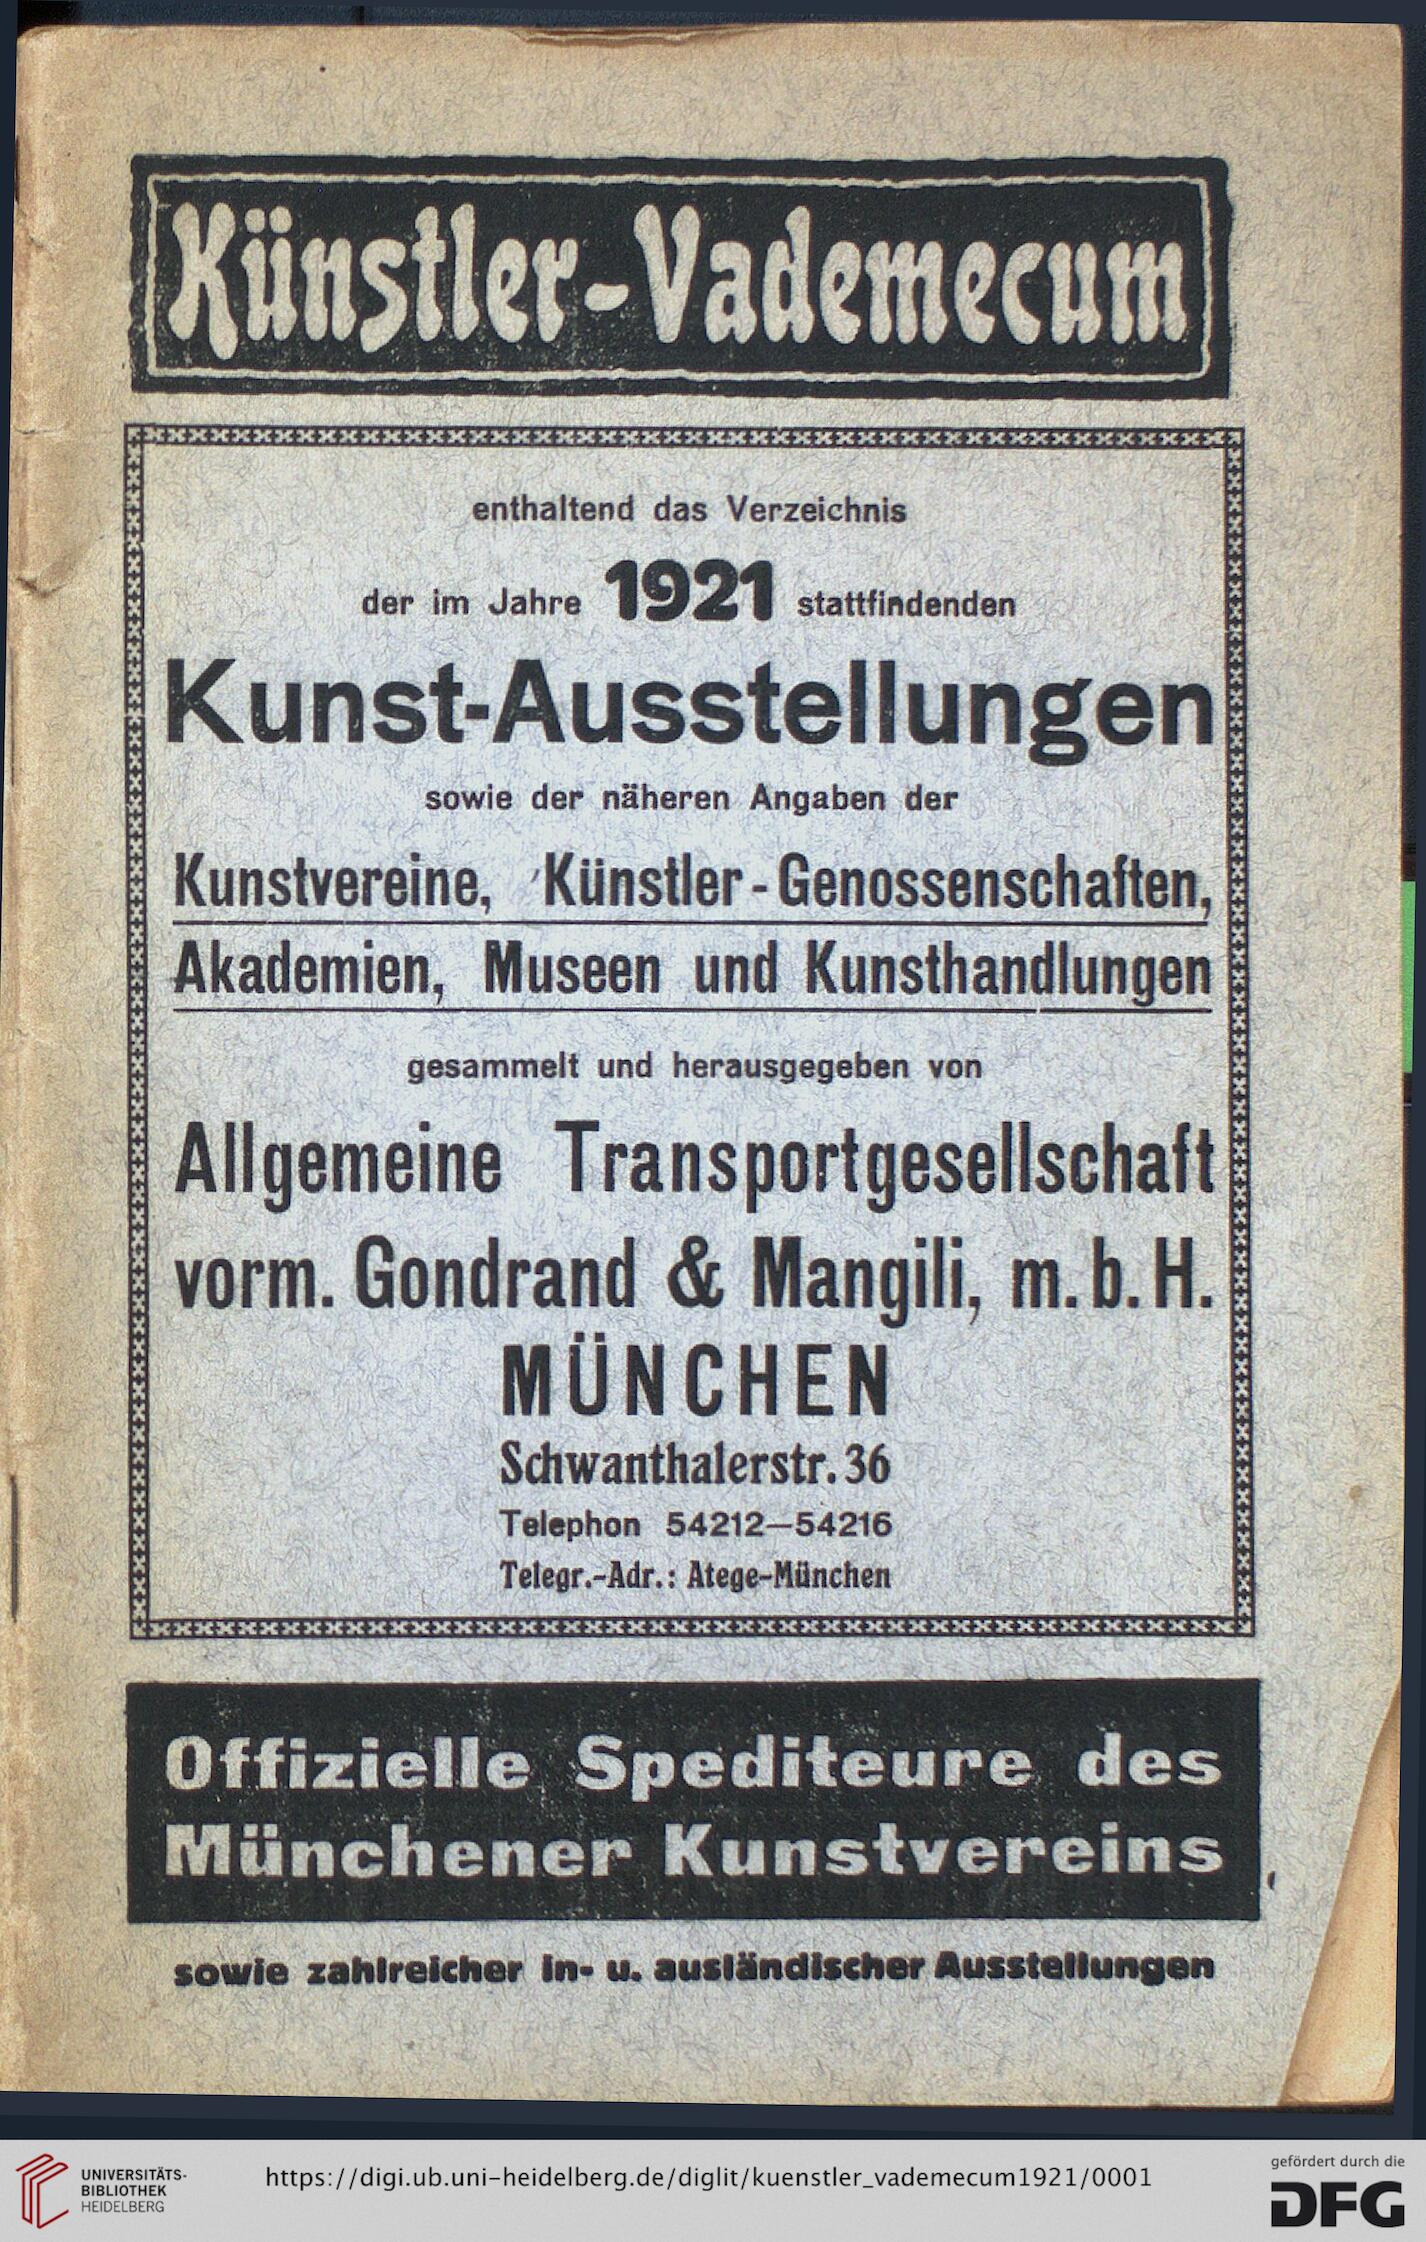 Künstler-Vademecum
enthaltend das Verzeichnis
der im Jahre 1921 stattfindenden
Kunst-Ausstellungen
sowie der näheren Angaben der
Kunstvereine, Künstler-Genossenschaften,
Akademien, Museen und Kunsthandlungen
gesammelt und herausgegeben von
Allgemeine Transportgesellschaft
vorm. Gondrand & Mangili, m. b. H.
MÜNCHEN
Schwanthalerstr. 36
Telephon 54212—54216
Telegr.-Adr.: Atege-München
Offizielle Spediteure des
Münchener Kunstvereins
sowie zahlreicher in- u. ausländischer Ausstellungen
UNIVERSITÄTS-
BIBLIOTHEK
HEIDELBERG
https://digi.ub.uni-heidelberg.de/diglit/kuenstler_vademecum1921/0001
gefördert durch die
DFG